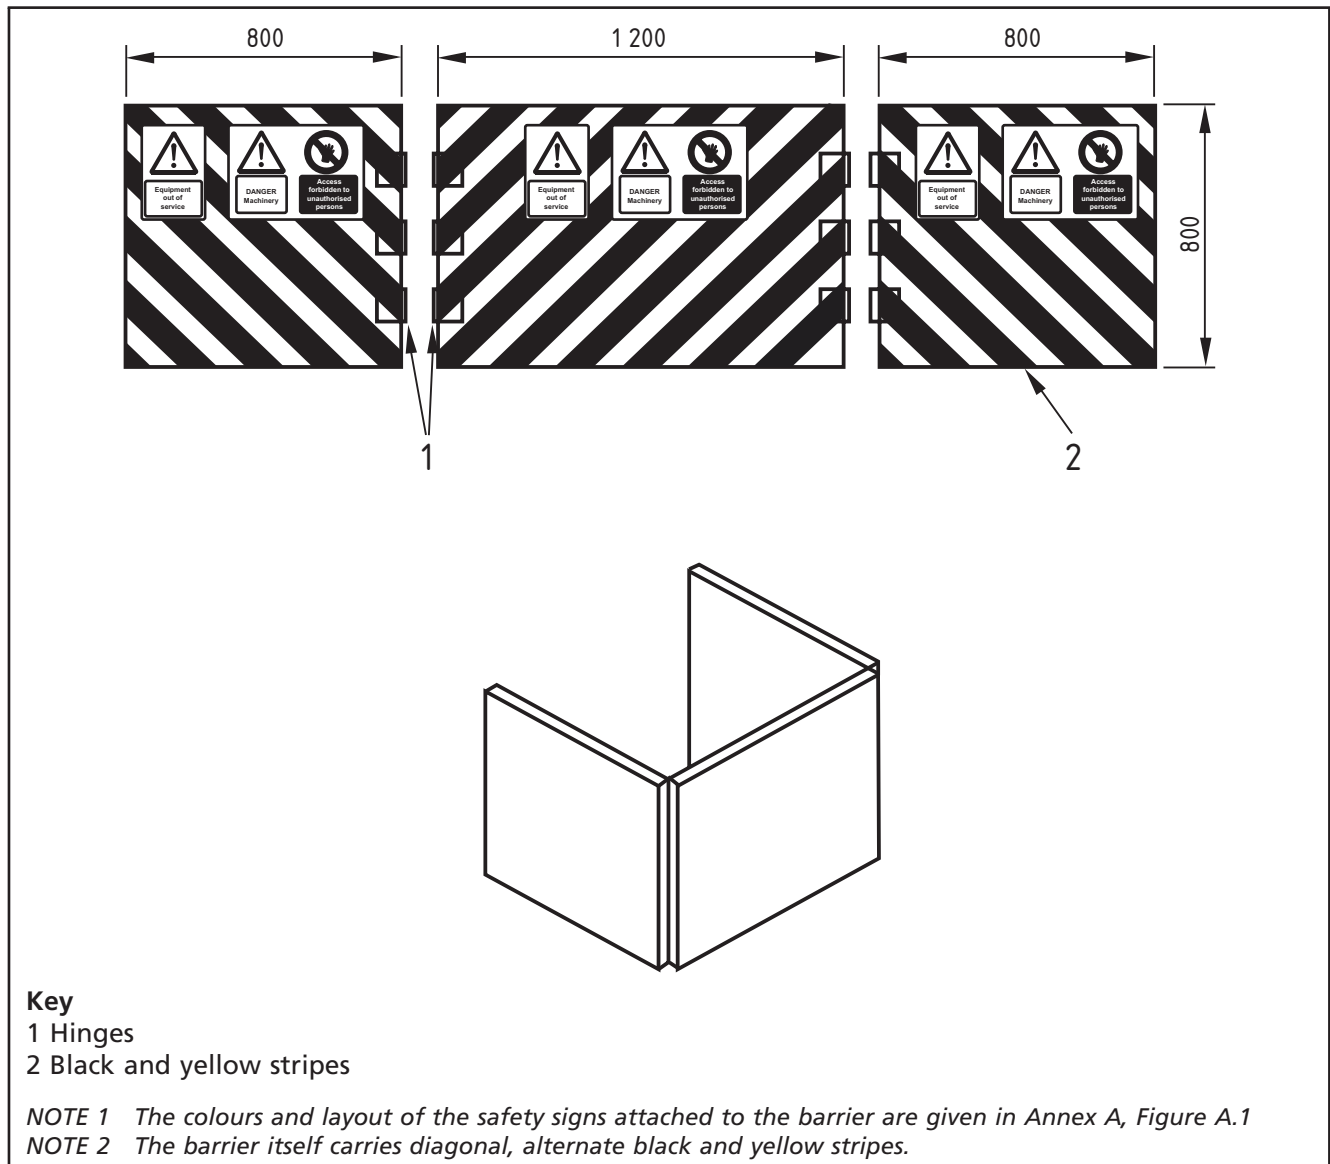 800
1 200
800
Equipment
out of
service
DANGER
Machinery
Access
forbidden to
unauthorised
persons
Equipment
out of
service
DANGER
Machinery
Access
forbidden to
unauthorised
persons
Equipment
out of
service
DANGER
Machinery
Access
forbidden to
unauthorised
persons
800
1
2
Key
1 Hinges
2 Black and yellow stripes
NOTE 1 The colours and layout of the safety signs attached to the barrier are given in Annex A, Figure A.1
NOTE 2 The barrier itself carries diagonal, alternate black and yellow stripes.